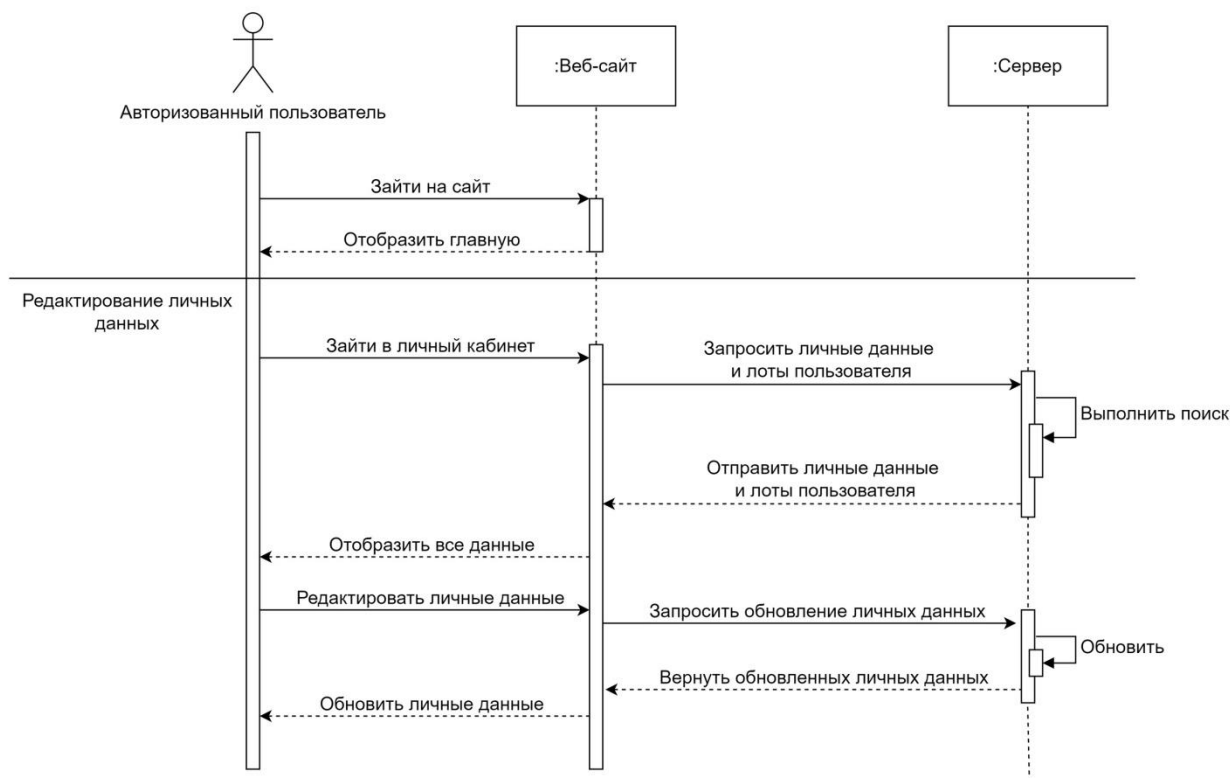 :Веб-сайт
:Сервер
Авторизованный пользователь
Зайти на сайт
Отобразить главную
Редактирование личных
данных
Зайти в личный кабинет
Запросить личные данные
и лоты пользователя
Выполнить поиск
Отправить личные данные
и лоты пользователя
Отобразить все данные
Редактировать личные данные
Запросить обновление личных данных
Обновить
Вернуть обновленных личных данных
Обновить личные данные